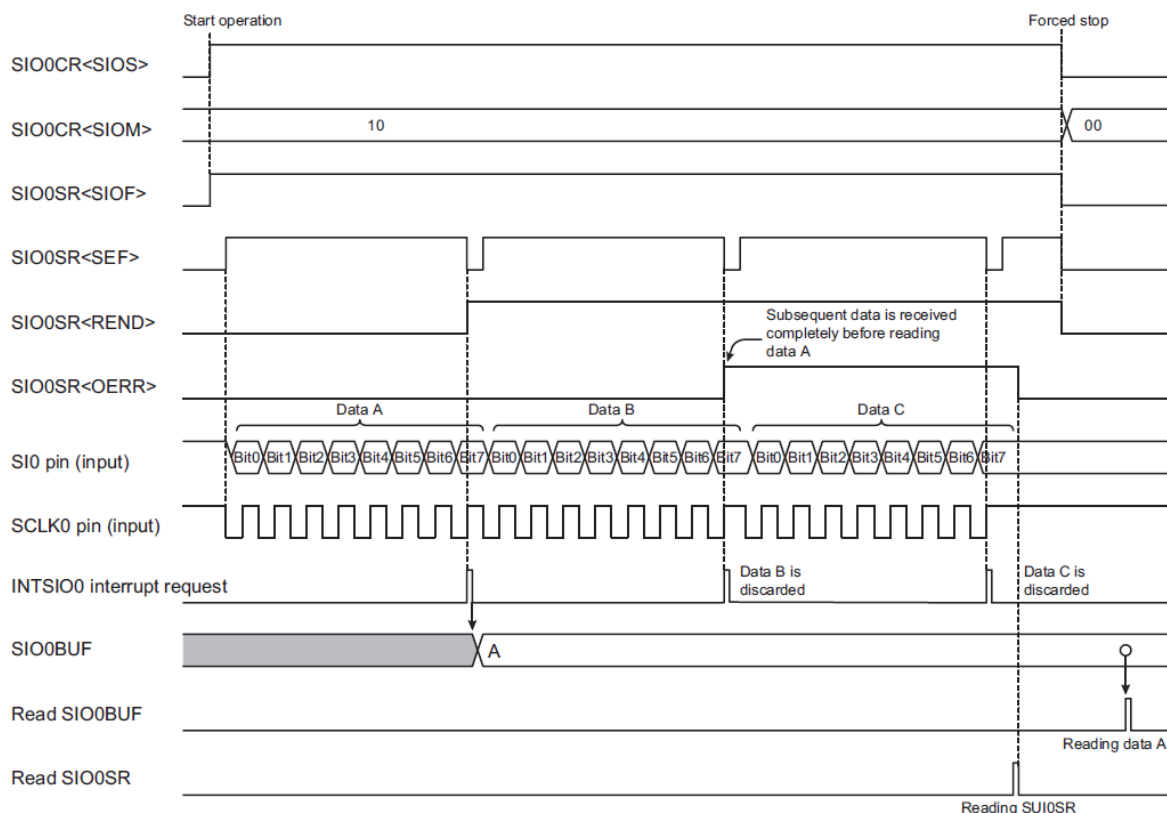 Start operation
Forced stop
SIO0CR<SIOS>
SIO0CR<SIOM>
10
00
SIO0SR<SIOF>
SIO0SR<SEF>
SIO0SR<REND>
Subsequent data is received
completely before reading
data A
SIO0SR<OERR>
Data A
Data B
Data C
SI0 pin (input)
Bit0 Bit1 Bit2 Bit3 Bit4 Bit5 Bit6 Bit7 Bit0 Bit1 Bit2 Bit3 Bit4 Bit5 Bit6 Bit7 Bit0 Bit1 Bit2 Bit3 Bit4 Bit5 Bit6 Bit7
SCLK0 pin (input)
INTSIO0 interrupt request
Data B is
discarded
Data C is
discarded
SIO0BUF
A
Read SIO0BUF
Reading data A
Read SIO0SR
Reading SUI0SR